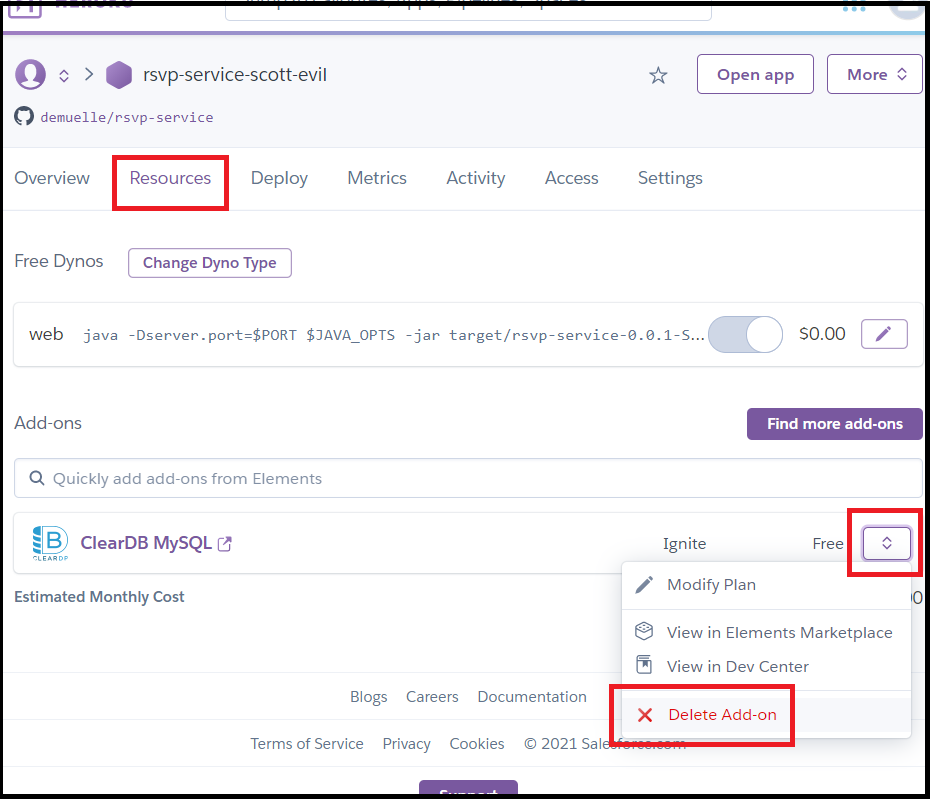 rsvp-service-scott-evil
Open app
More
demuelle/rsvp-service
Overview Resources Deploy Metrics Activity Access Settings
Free Dynos
Change Dyno Type
web java -Dserver.port=$PORT $JAVA_OPTS -jar target/rsvp-service-0.0.1-S... $0.00
Add-ons
Find more add-ons
Quickly add add-ons from Elements
CLEARDB
ClearDB MySQL Ignite Free
Modify Plan
Estimated Monthly Cost
View in Elements Marketplace
View in Dev Center
Delete Add-on
Blogs Careers Documentation
Terms of Service Privacy Cookies © 2021 Salesforce.com
Support